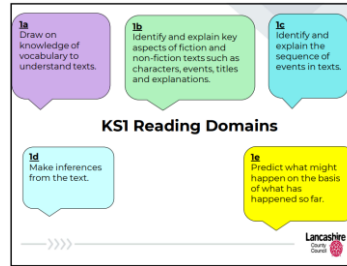 1a
Draw on
knowledge of
vocabulary to
understand texts.
1b
Identify and explain key
aspects of fiction and
non-fiction texts such as
characters, events, titles
and explanations.
1c
Identify and
explain the
sequence of
events in texts.
KS1 Reading Domains
1d
Make inferences
from the text.
1e
Predict what might
happen on the basis
of what has
happened so far.
Lancashire
County
Council